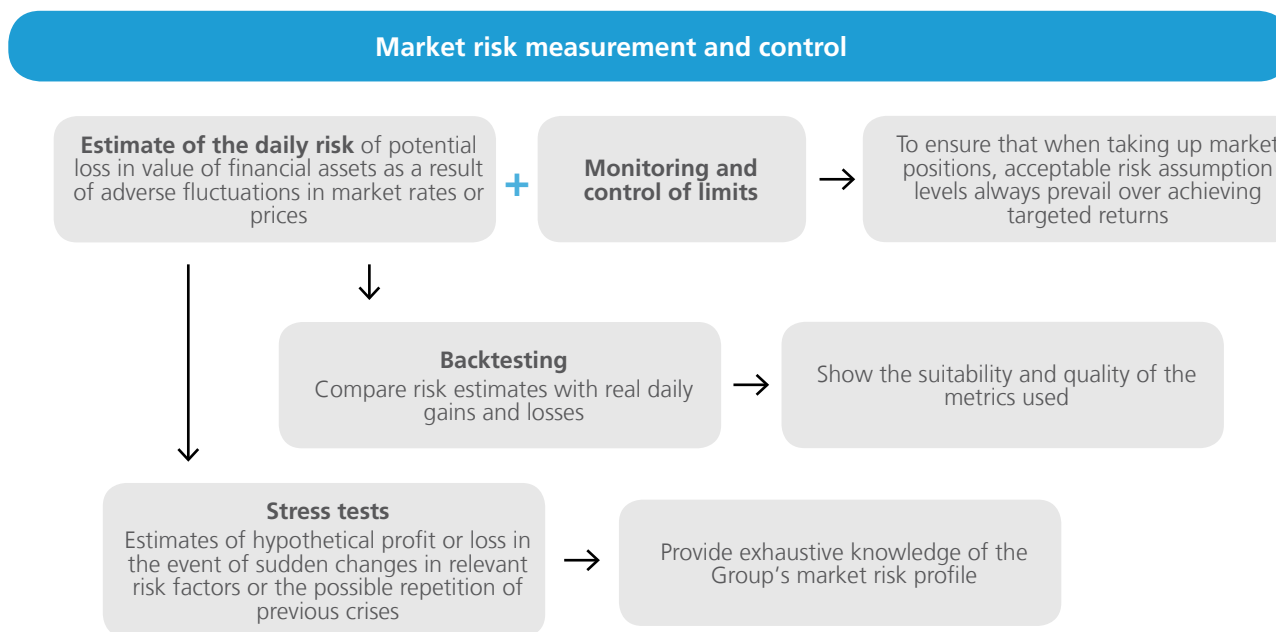 Market risk measurement and control
Estimate of the daily risk of potential
loss in value of financial assets as a result
of adverse fluctuations in market rates or
prices
+
Monitoring and
control of limits
To ensure that when taking up market
positions, acceptable risk assumption
levels always prevail over achieving
targeted returns
Backtesting
Compare risk estimates with real daily
gains and losses
Show the suitability and quality of the
metrics used
Stress tests
Estimates of hypothetical profit or loss in
the event of sudden changes in relevant
risk factors or the possible repetition of
previous crises
Provide exhaustive knowledge of the
Group's market risk profile